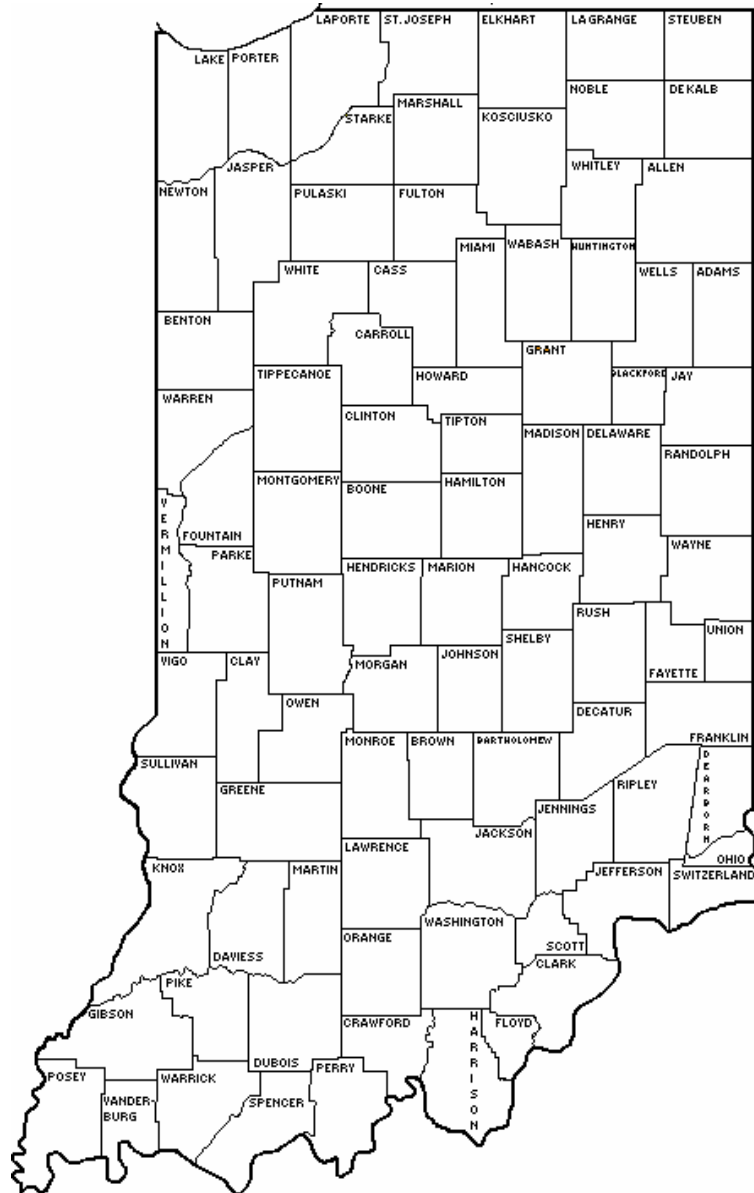 LAPORTE ST. JOSEPH ELKHART LAGRANGE STEUBEN
LAKE PORTER
NOBLE DEKALB
MARSHALL
STARKE KOSCIUSKO
JASPER WHITLEY ALLEN
NEWTON PULASKI FULTON
MIAMI WABASH HUNTINGTON
WHITE CASS WELLS ADAMS
BENTON
CARROLL GRANT
TIPPECANOE HOWARD BLACKFORD JAY
WARREN
CLINTON TIPTON MADISON DELAWARE
RANDOLPH
MONTGOMERY BOONE HAMILTON
VERMILLION
FOUNTAIN HENRY
PARKE WAYNE
PUTNAM HENDRICKS MARION HANCOCK
RUSH
SHELBY UNION
VIGO CLAY MORGAN JOHNSON FAYETTE
OWEN DECATUR
MONROE BROWN BARTHOLOMEW FRANKLIN
SULLIVAN DEARBORN
GREENE RIPLEY
JENNINGS
JACKSON
LAWRENCE
KNOX MARTIN JEFFERSON OHIO
SWITZERLAND
WASHINGTON
ORANGE
DAVIESS SCOTT
CLARK
PIKE
GIBSON CRAWFORD HARRISON FLOYD
DUBOIS PERRY
POSEY WARRICK
VANDER-
BURG SPENCER